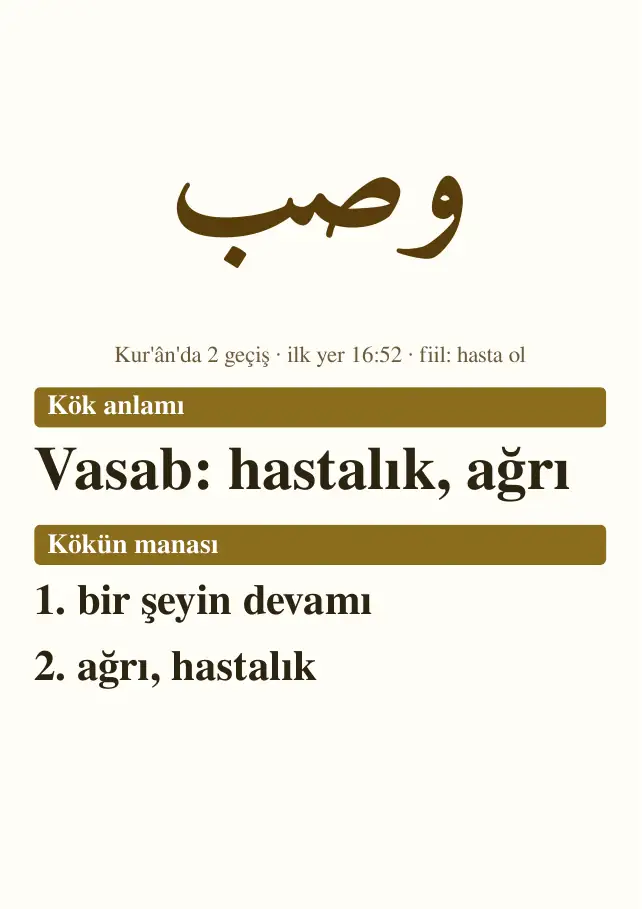 وصب
Kur'ân'da 2 geçiş · ilk yer 16:52 · fiil: hasta ol
Kök anlamı
Vasab: hastalık, ağrı
Kökün manası
1. bir şeyin devamı
2. ağrı, hastalık